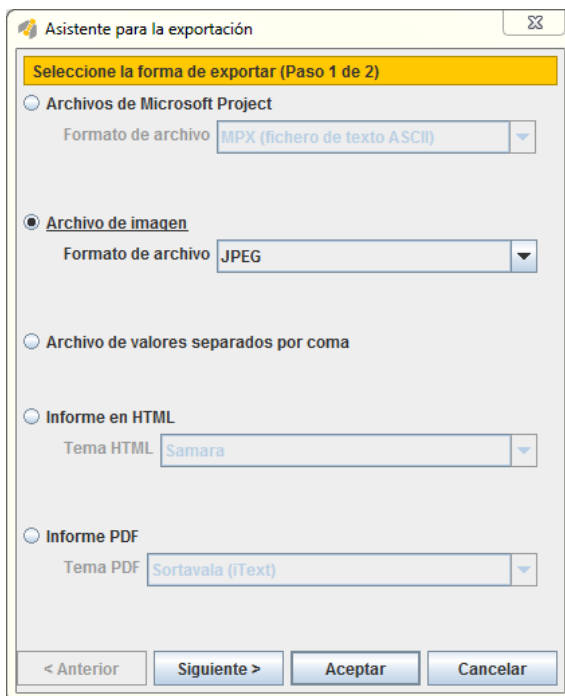 Asistente para la exportación
Seleccione la forma de exportar (Paso 1 de 2)
Archivos de Microsoft Project
Formato de archivo MPX (fichero de texto ASCII)
Archivo de imagen
Formato de archivo JPEG
Archivo de valores separados por coma
Informe en HTML
Tema HTML Samara
Informe PDF
Tema PDF Sortavala (iText)
< Anterior Siguiente > Aceptar Cancelar